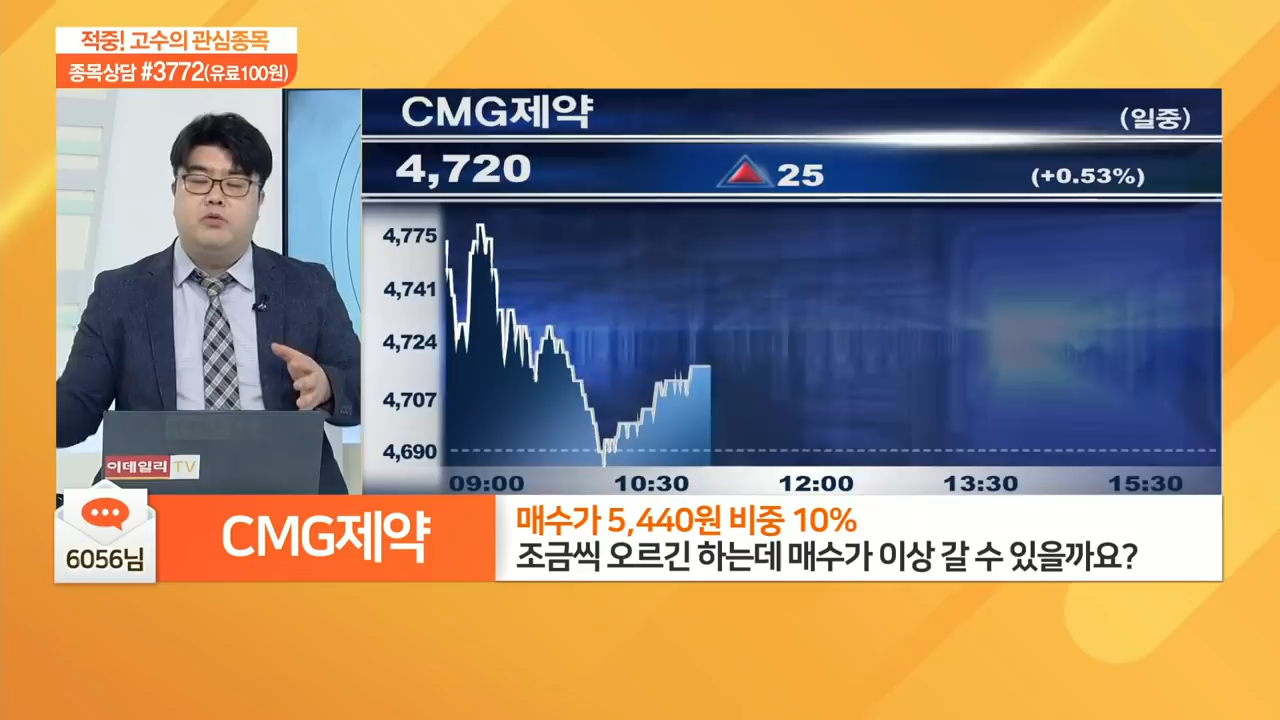 적중! 고수의 관심종목
종목상담 #3772(유료100원)
CMG제약
(일중)
4,720 25 (+0.53%)
4,775
4,741
4,724
4,707
4,690
09:00 10:30 12:00 13:30 15:30
이데일리TV
6056님
CMG제약
매수가 5,440원 비중 10%
조금씩 오르긴 하는데 매수가 이상 갈 수 있을까요?